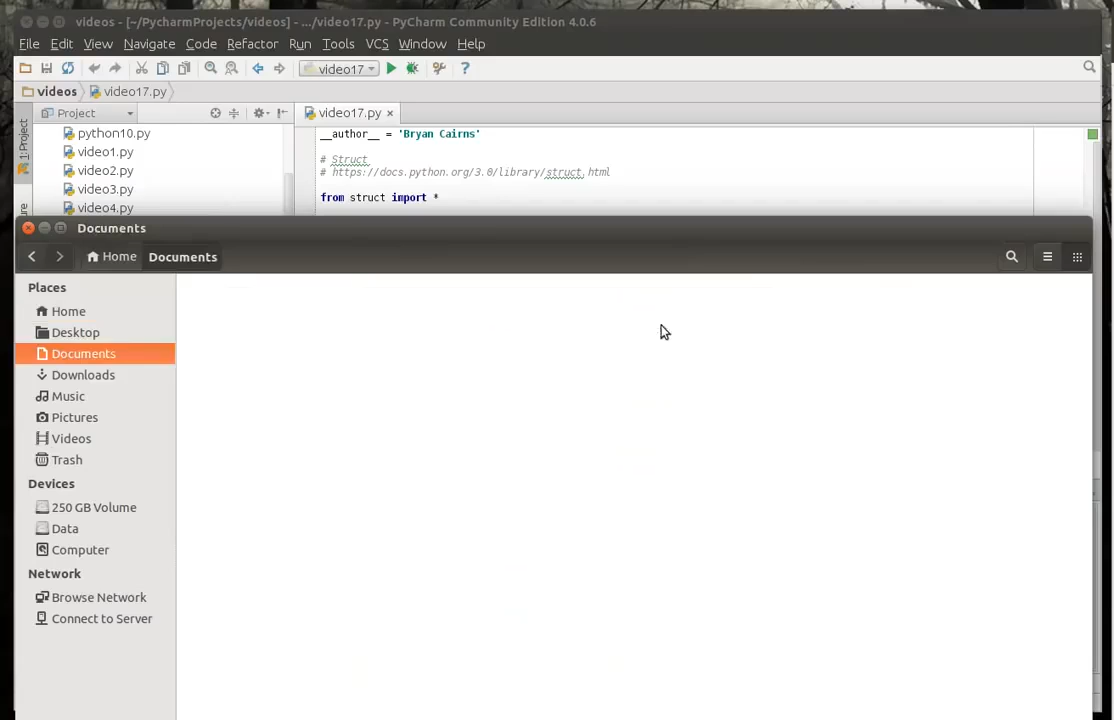 videos - [~/PycharmProjects/videos] - .../video17.py - PyCharm Community Edition 4.0.6
File Edit View Navigate Code Refactor Run Tools VCS Window Help
video17
videos video17.py
Project video17.py
1: Project
python10.py
video1.py
video2.py
video3.py
video4.py
__author__ = 'Bryan Cairns'
# Struct
# https://docs.python.org/3.0/library/struct.html
from struct import *
Documents
Home Documents
Places
Home
Desktop
Documents
Downloads
Music
Pictures
Videos
Trash
Devices
250 GB Volume
Data
Computer
Network
Browse Network
Connect to Server